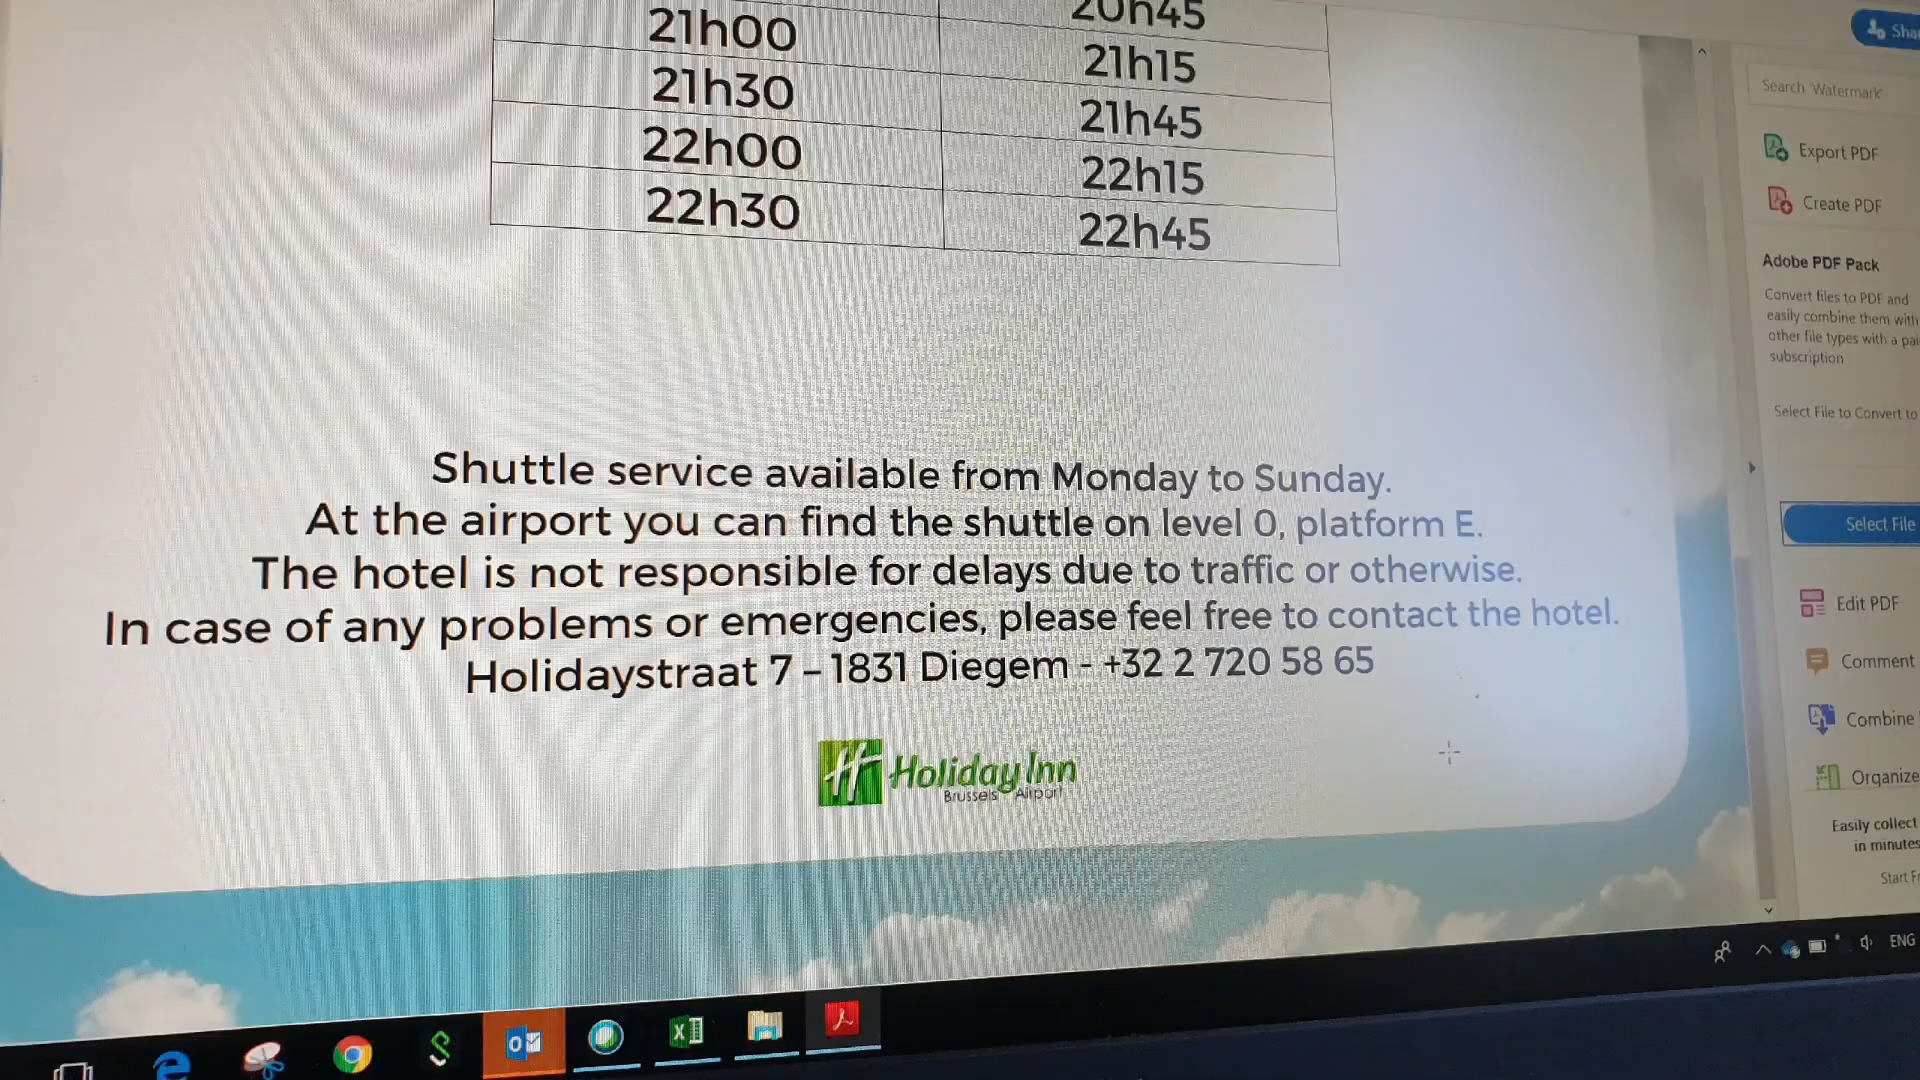 20h45
21h00
21h15
21h30
21h45
22h00
22h15
22h30
22h45
Shuttle service available from Monday to Sunday.
At the airport you can find the shuttle on level 0, platform E.
The hotel is not responsible for delays due to traffic or otherwise.
In case of any problems or emergencies, please feel free to contact the hotel.
Holidaystraat 7 – 1831 Diegem - +32 2 720 58 65
H Holiday Inn
Brussels Airport
Search 'Watermark'
Export PDF
Create PDF
Adobe PDF Pack
Convert files to PDF and
easily combine them with
other file types with a
subscription
Select File to Convert to
Select File
Edit PDF
Comment
Combine
Organize
Easily collect
in minutes
Start
ENG